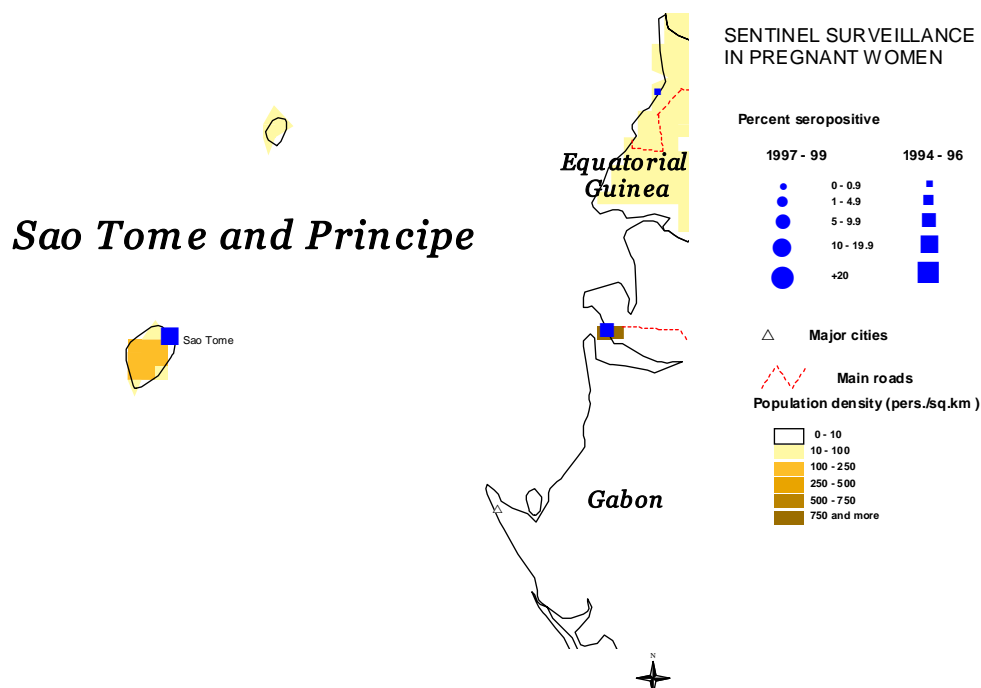 SENTINEL SURVEILLANCE
IN PREGNANT WOMEN
Percent seropositive
1997 - 99 1994 - 96
0 - 0.9
1 - 4.9
5 - 9.9
10 - 19.9
+20
Major cities
Main roads
Population density (pers./sq.km )
0 - 10
10 - 100
100 - 250
250 - 500
500 - 750
750 and more
Equatorial
Guinea
Sao Tome and Principe
Sao Tome
Gabon
N